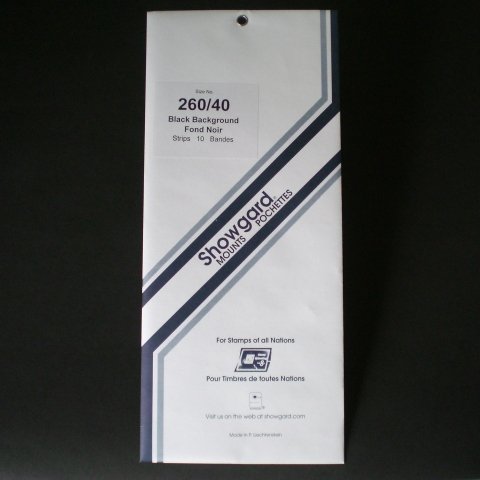 Size No.
260/40
Black Background
Fond Noir
Strips 10 Bandes
Showgard®
MOUNTS POCHETTES
For Stamps of all Nations
Pour Timbres de toutes Nations
Visit us on the web at showgard.com
Made in P. Liechtenstein